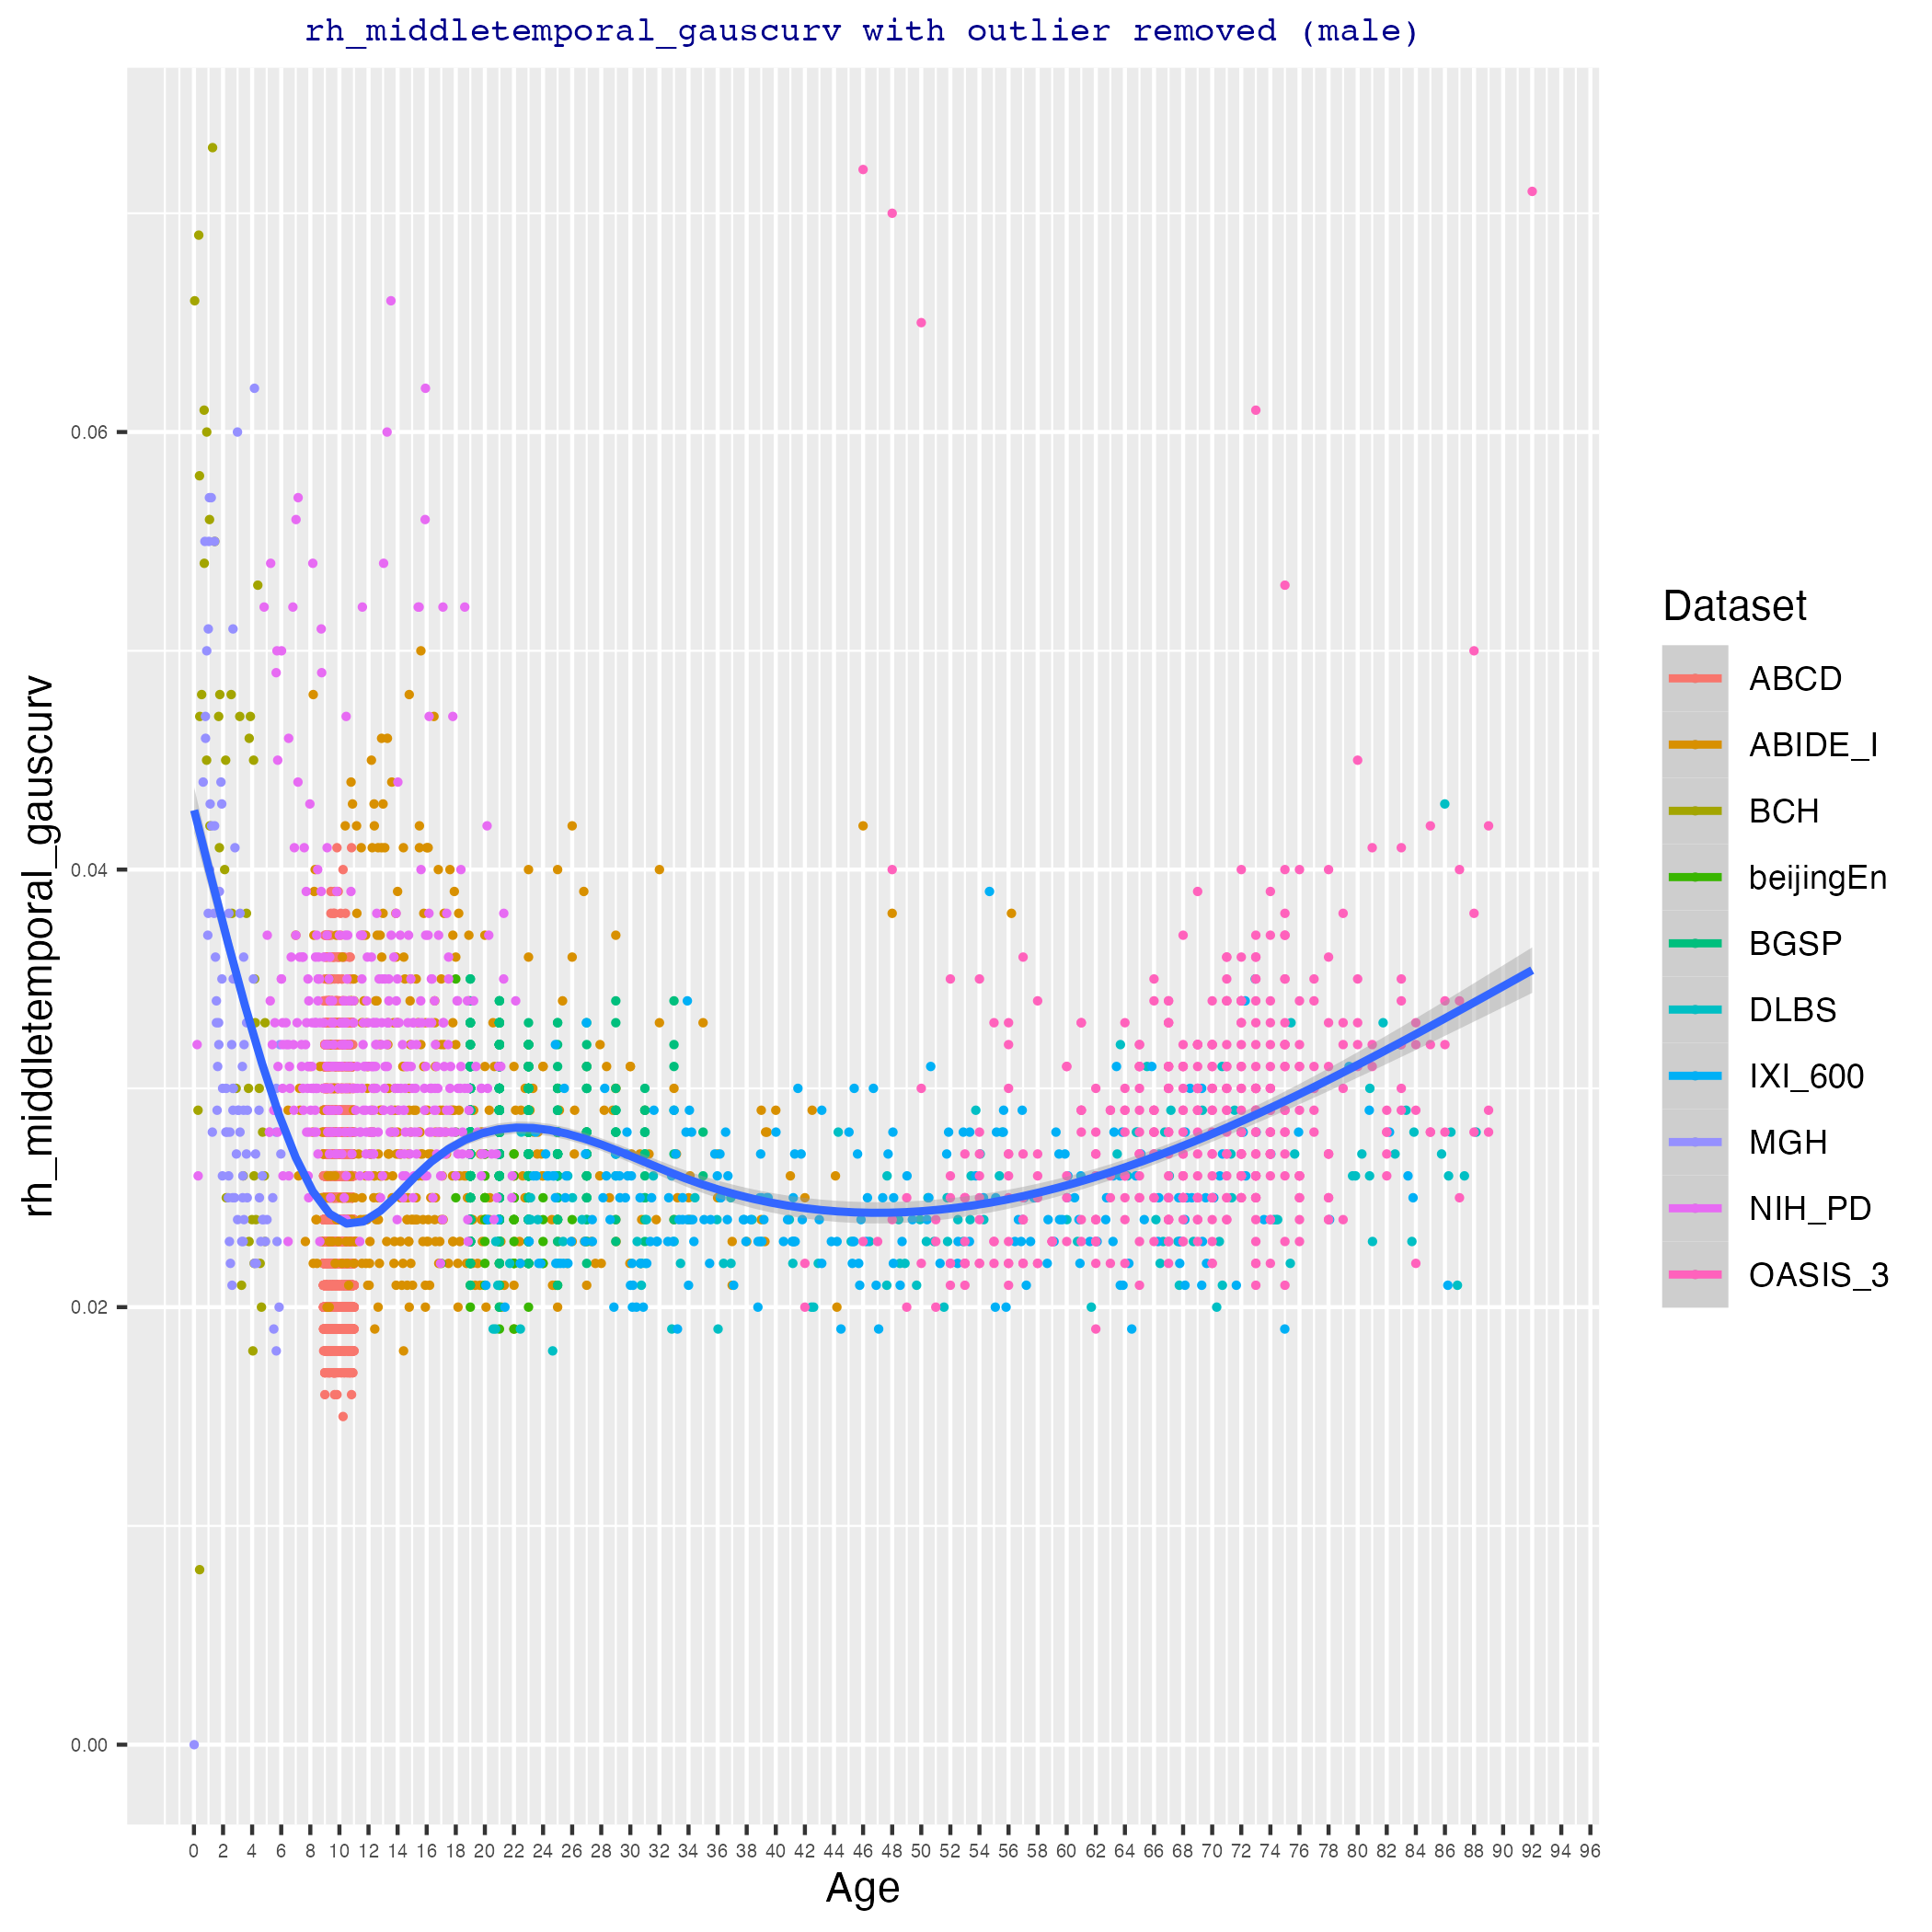 rh_middletemporal_gauscurv with outlier removed (male)
rh_middletemporal_gauscurv
0.06
0.04
0.02
0.00
0 2 4 6 8 10 12 14 16 18 20 22 24 26 28 30 32 34 36 38 40 42 44 46 48 50 52 54 56 58 60 62 64 66 68 70 72 74 76 78 80 82 84 86 88 90 92 94 96
Age
Dataset
ABCD
ABIDE_I
BCH
beijingEn
BGSP
DLBS
IXI_600
MGH
NIH_PD
OASIS_3